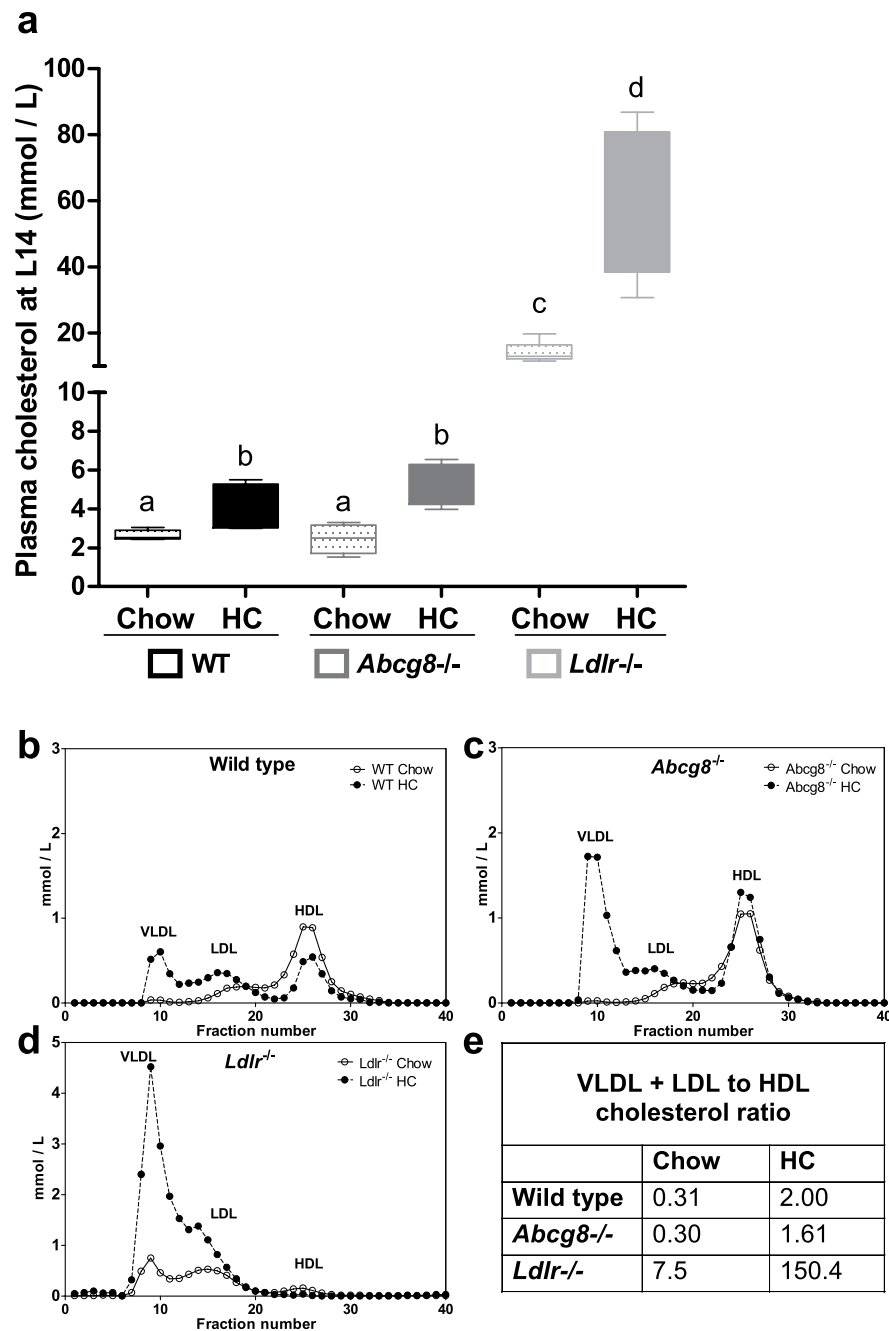 a
Plasma cholesterol at L14 (mmol / L)
100
80
60
40
20
10
8
6
4
2
0
a
b
a
b
c
d
Chow HC Chow HC Chow HC
WT Abcg8-/- Ldlr-/-
b
Wild type
WT Chow
WT HC
mmol / L
3
2
1
0
VLDL
LDL
HDL
0 10 20 30 40
Fraction number
c
Abcg8-/-
Abcg8-/- Chow
Abcg8-/- HC
mmol / L
3
2
1
0
VLDL
LDL
HDL
0 10 20 30 40
Fraction number
d
Ldlr-/-
Ldlr-/- Chow
Ldlr-/- HC
mmol / L
5
4
3
2
1
0
VLDL
LDL
HDL
0 10 20 30 40
Fraction number
e
VLDL + LDL to HDL
cholesterol ratio
Chow HC
Wild type 0.31 2.00
Abcg8-/- 0.30 1.61
Ldlr-/- 7.5 150.4